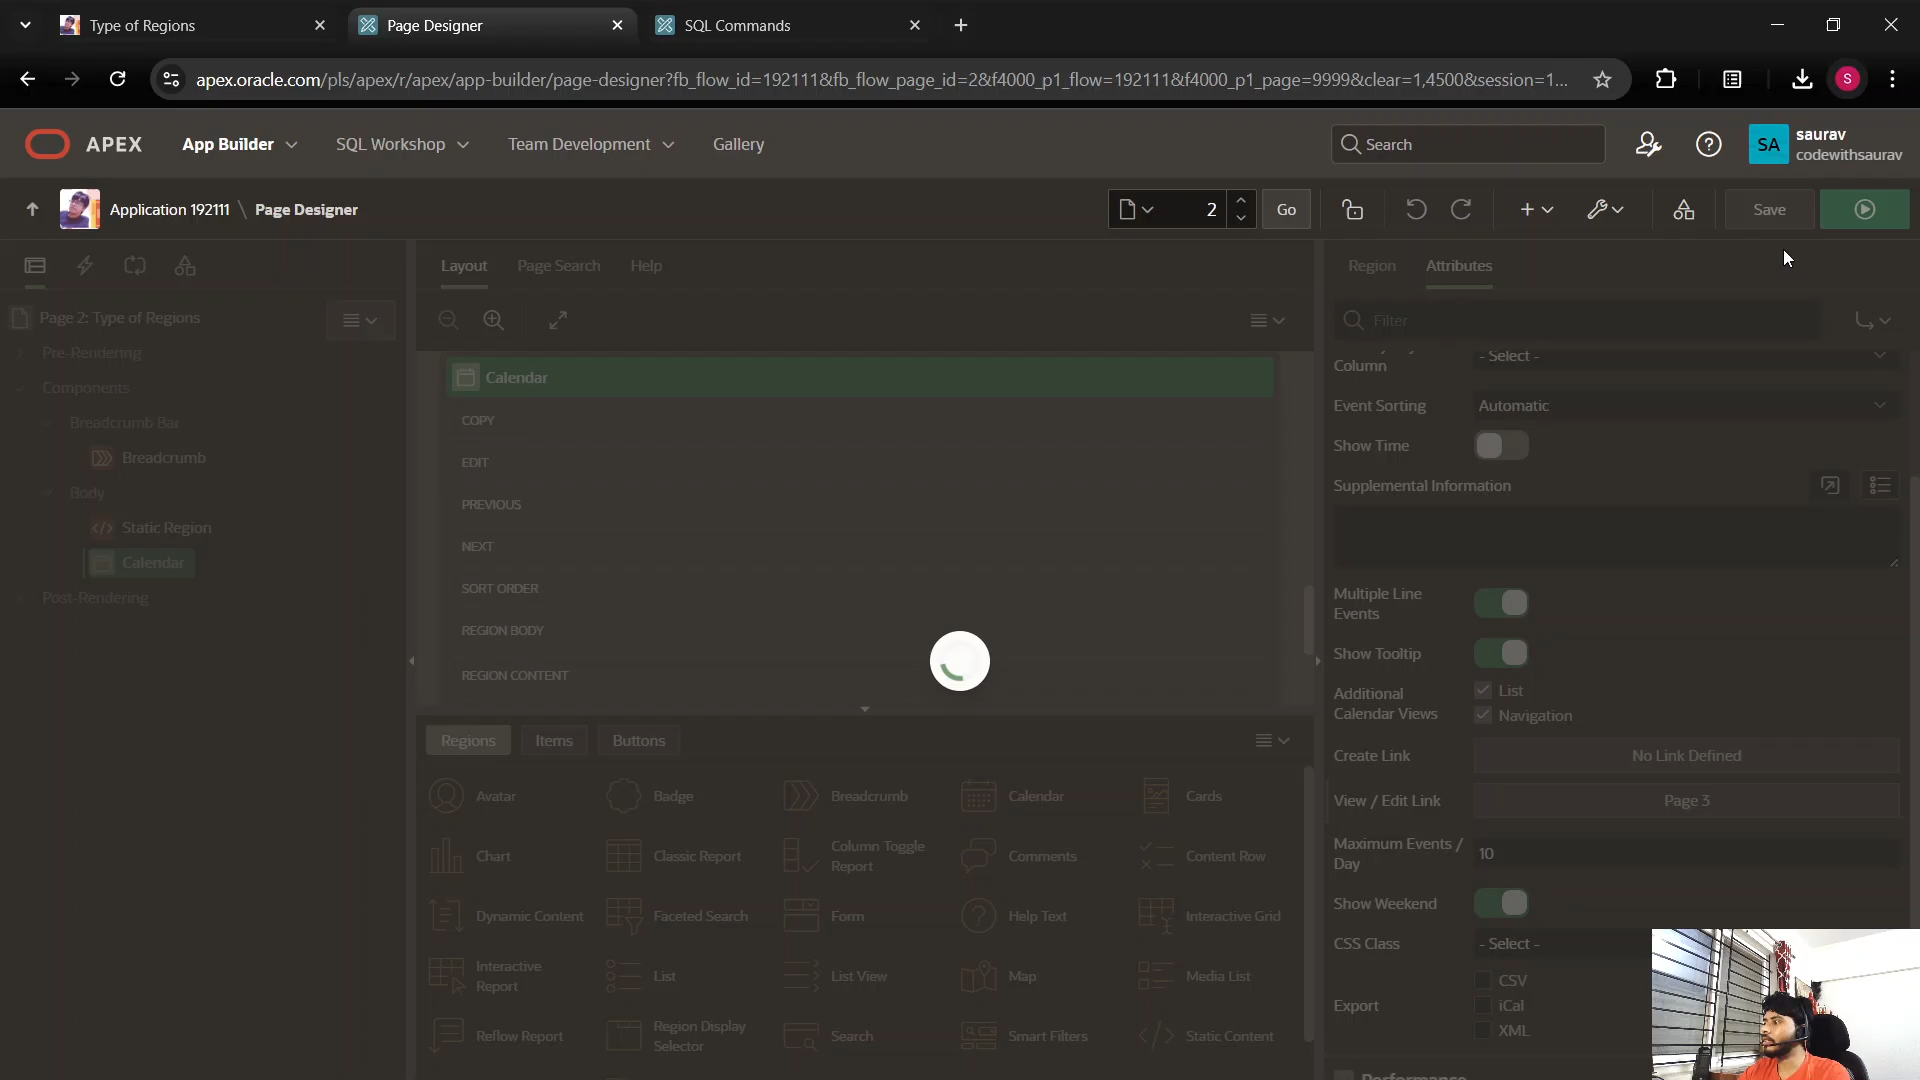 Type of Regions
Page Designer
SQL Commands
apex.oracle.com/pls/apex/r/apex/app-builder/page-designer?fb_flow_id=192111&fb_flow_page_id=2&f4000_p1_flow=192111&f4000_p1_page=9999&clear=1,4500&session=1...
S
APEX
App Builder
SQL Workshop
Team Development
Gallery
Search
SA
saurav
codewithsaurav
Application 192111 \ Page Designer
2
Go
Save
Layout
Page Search
Help
Region
Attributes
Page 2: Type of Regions
Filter
Pre-Rendering
Components
Breadcrumb Bar
Breadcrumb
Body
Static Region
Calendar
Post-Rendering
Calendar
COPY
EDIT
PREVIOUS
NEXT
SORT ORDER
REGION BODY
REGION CONTENT
Column
- Select -
Event Sorting
Automatic
Show Time
Supplemental Information
Multiple Line
Events
Show Tooltip
Additional
Calendar Views
List
Navigation
Create Link
No Link Defined
View / Edit Link
Page 3
Maximum Events /
Day
10
Show Weekend
CSS Class
- Select -
Export
CSV
iCal
XML
Performance
Regions
Items
Buttons
Avatar
Badge
Breadcrumb
Calendar
Cards
Chart
Classic Report
Column Toggle
Report
Comments
Content Row
Dynamic Content
Faceted Search
Form
Help Text
Interactive Grid
Interactive
Report
List
List View
Map
Media List
Reflow Report
Region Display
Selector
Search
Smart Filters
Static Content